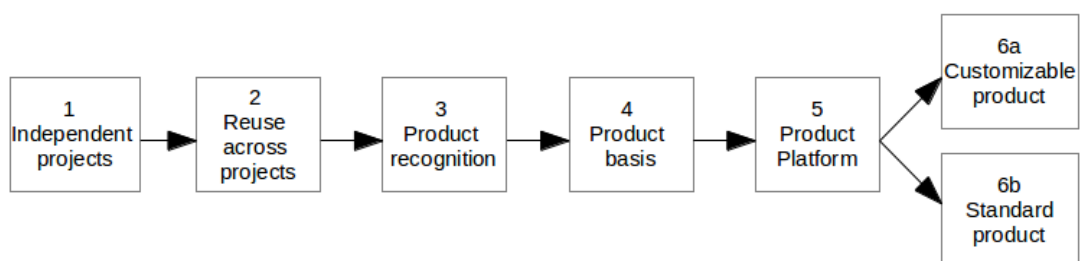 1
Independent
projects
2
Reuse
across
projects
3
Product
recognition
4
Product
basis
5
Product
Platform
6a
Customizable
product
6b
Standard
product